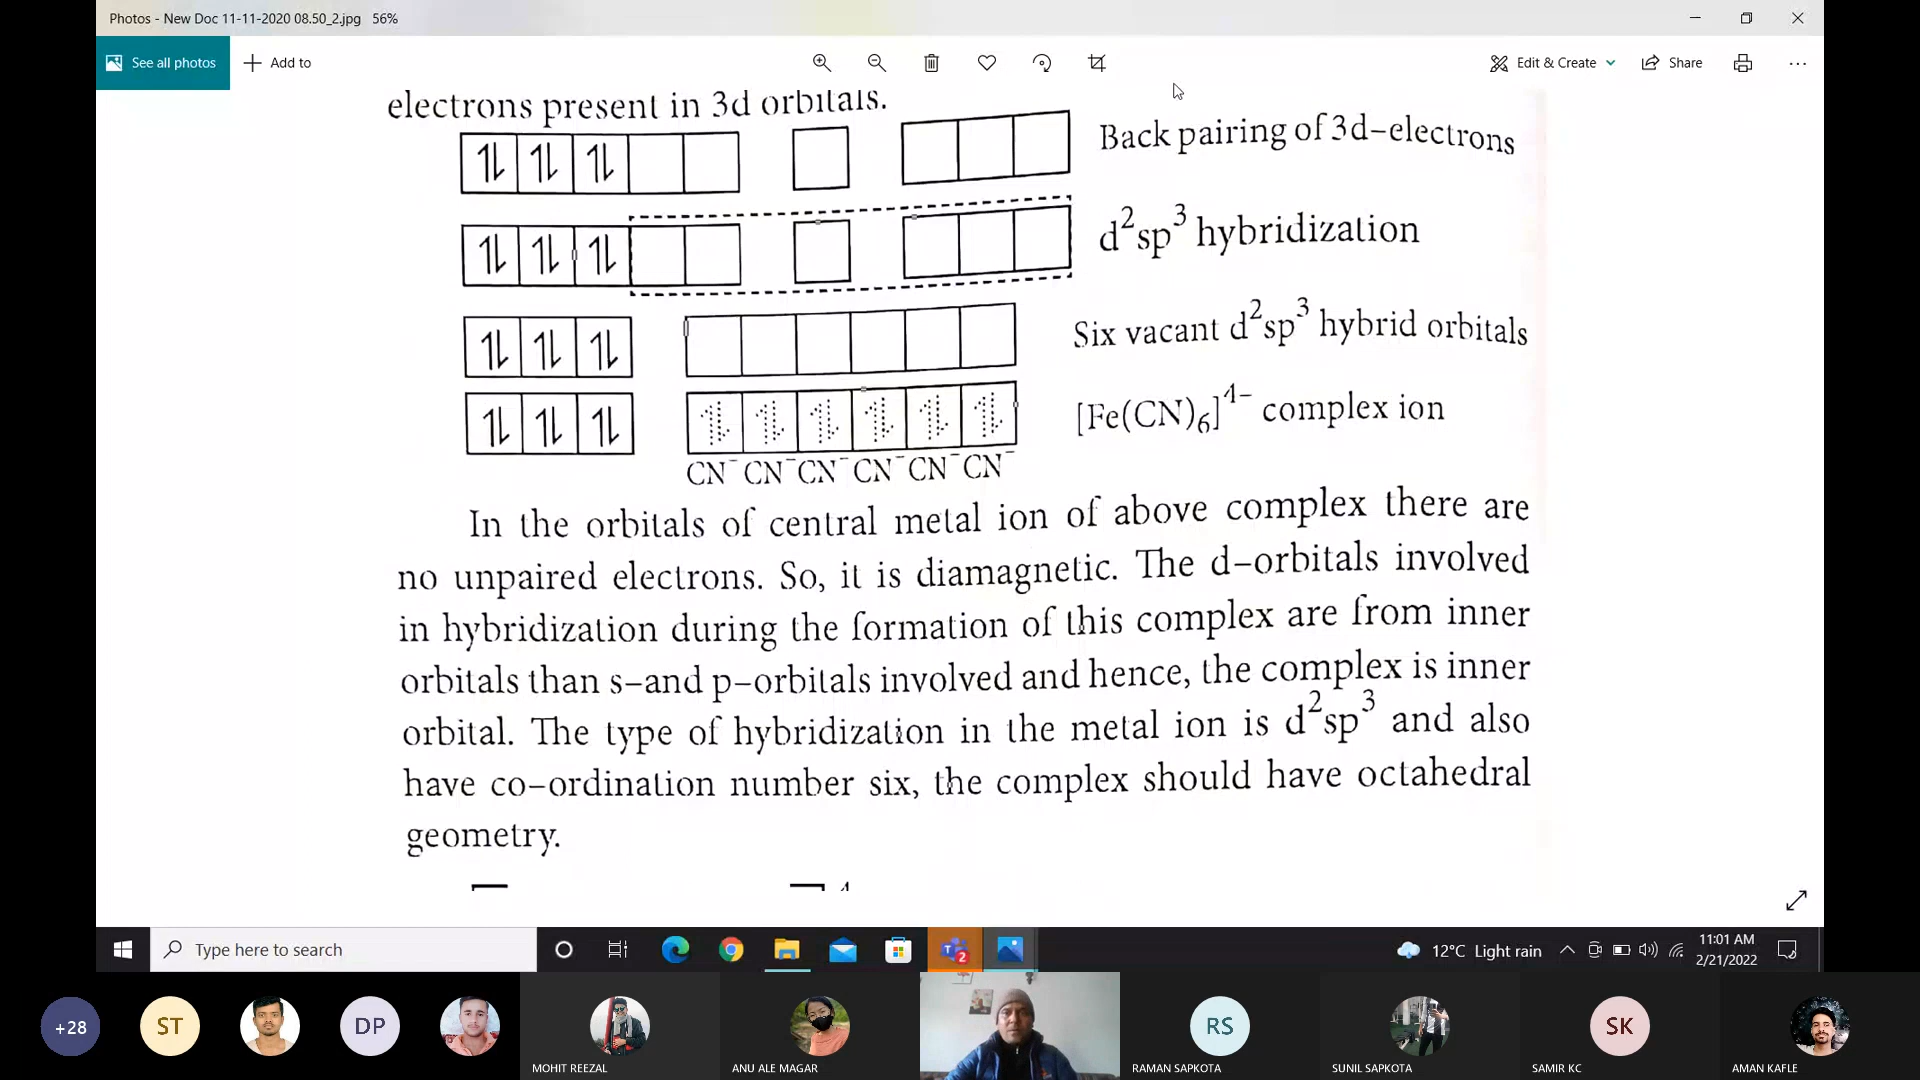 Photos - New Doc 11-11-2020 08.50_2.jpg 56%
See all photos
Add to
Edit & Create
Share
electrons present in 3d orbitals.
Back pairing of 3d-electrons
d²sp³ hybridization
Six vacant d²sp³ hybrid orbitals
[Fe(CN)₆]⁴⁻ complex ion
CN⁻ CN⁻ CN⁻ CN⁻ CN⁻ CN⁻
In the orbitals of central metal ion of above complex there are
no unpaired electrons. So, it is diamagnetic. The d-orbitals involved
in hybridization during the formation of this complex are from inner
orbitals than s-and p-orbitals involved and hence, the complex is inner
orbital. The type of hybridization in the metal ion is d²sp³ and also
have co-ordination number six, the complex should have octahedral
geometry.
4
Type here to search
2
12°C Light rain
11:01 AM
2/21/2022
+28
ST
DP
RS
SK
MOHIT REEZAL
ANU ALE MAGAR
RAMAN SAPKOTA
SUNIL SAPKOTA
SAMIR KC
AMAN KAFLE